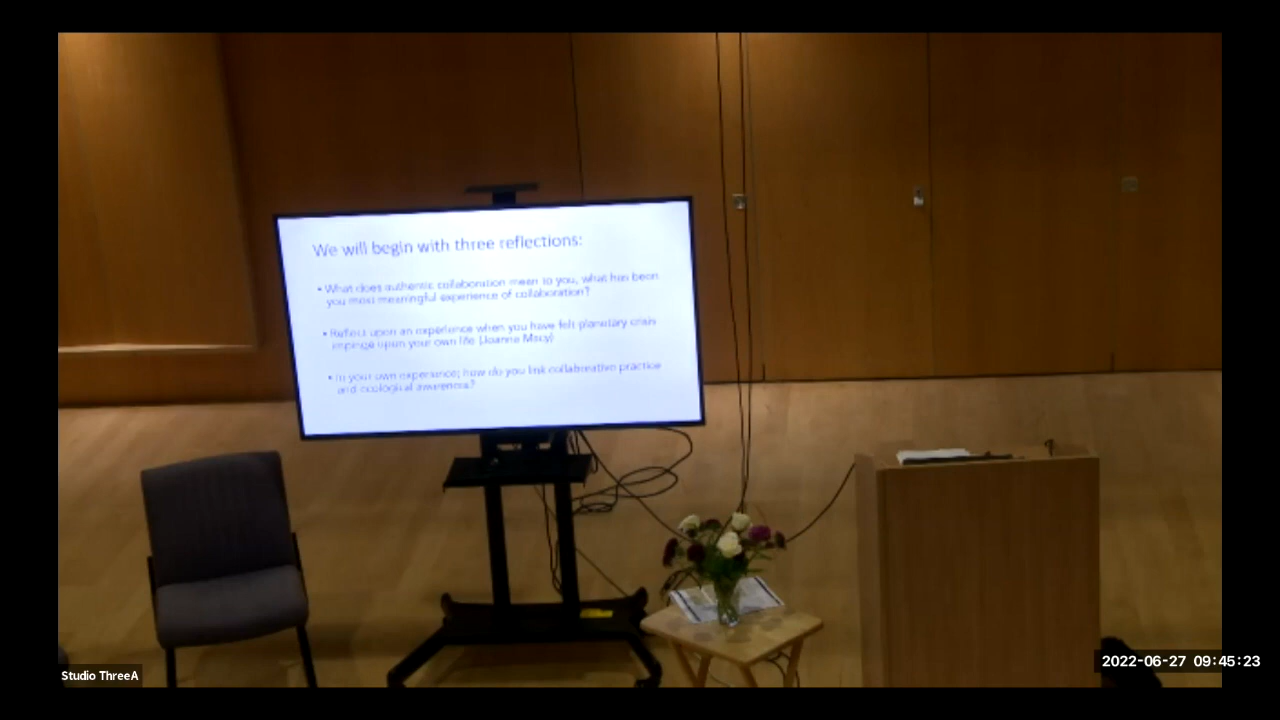 We will begin with three reflections:
• What does authentic collaboration mean to you, what has been
you most meaningful experience of collaboration?
• Reflect upon an experience when you have felt planetary crisis
impinge upon your own life (Joanna Macy)
• In your own experience; how do you link collaborative practice
and ecological awareness?
Studio ThreeA
2022-06-27 09:45:23